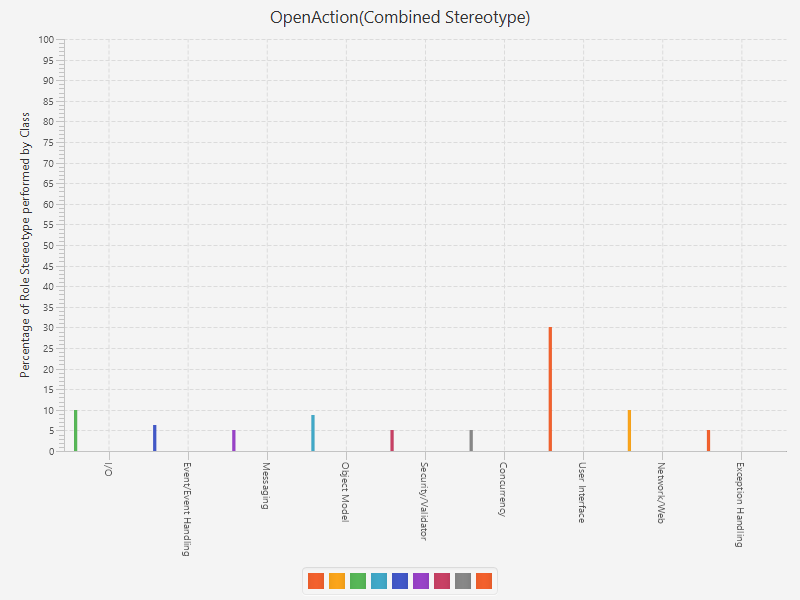 OpenAction(Combined Stereotype)
Percentage of Role Stereotype performed by Class
100
95
90
85
80
75
70
65
60
55
50
45
40
35
30
25
20
15
10
5
0
I/O
Event/Event Handling
Messaging
Object Model
Security/Validator
Concurrency
User Interface
Network/Web
Exception Handling